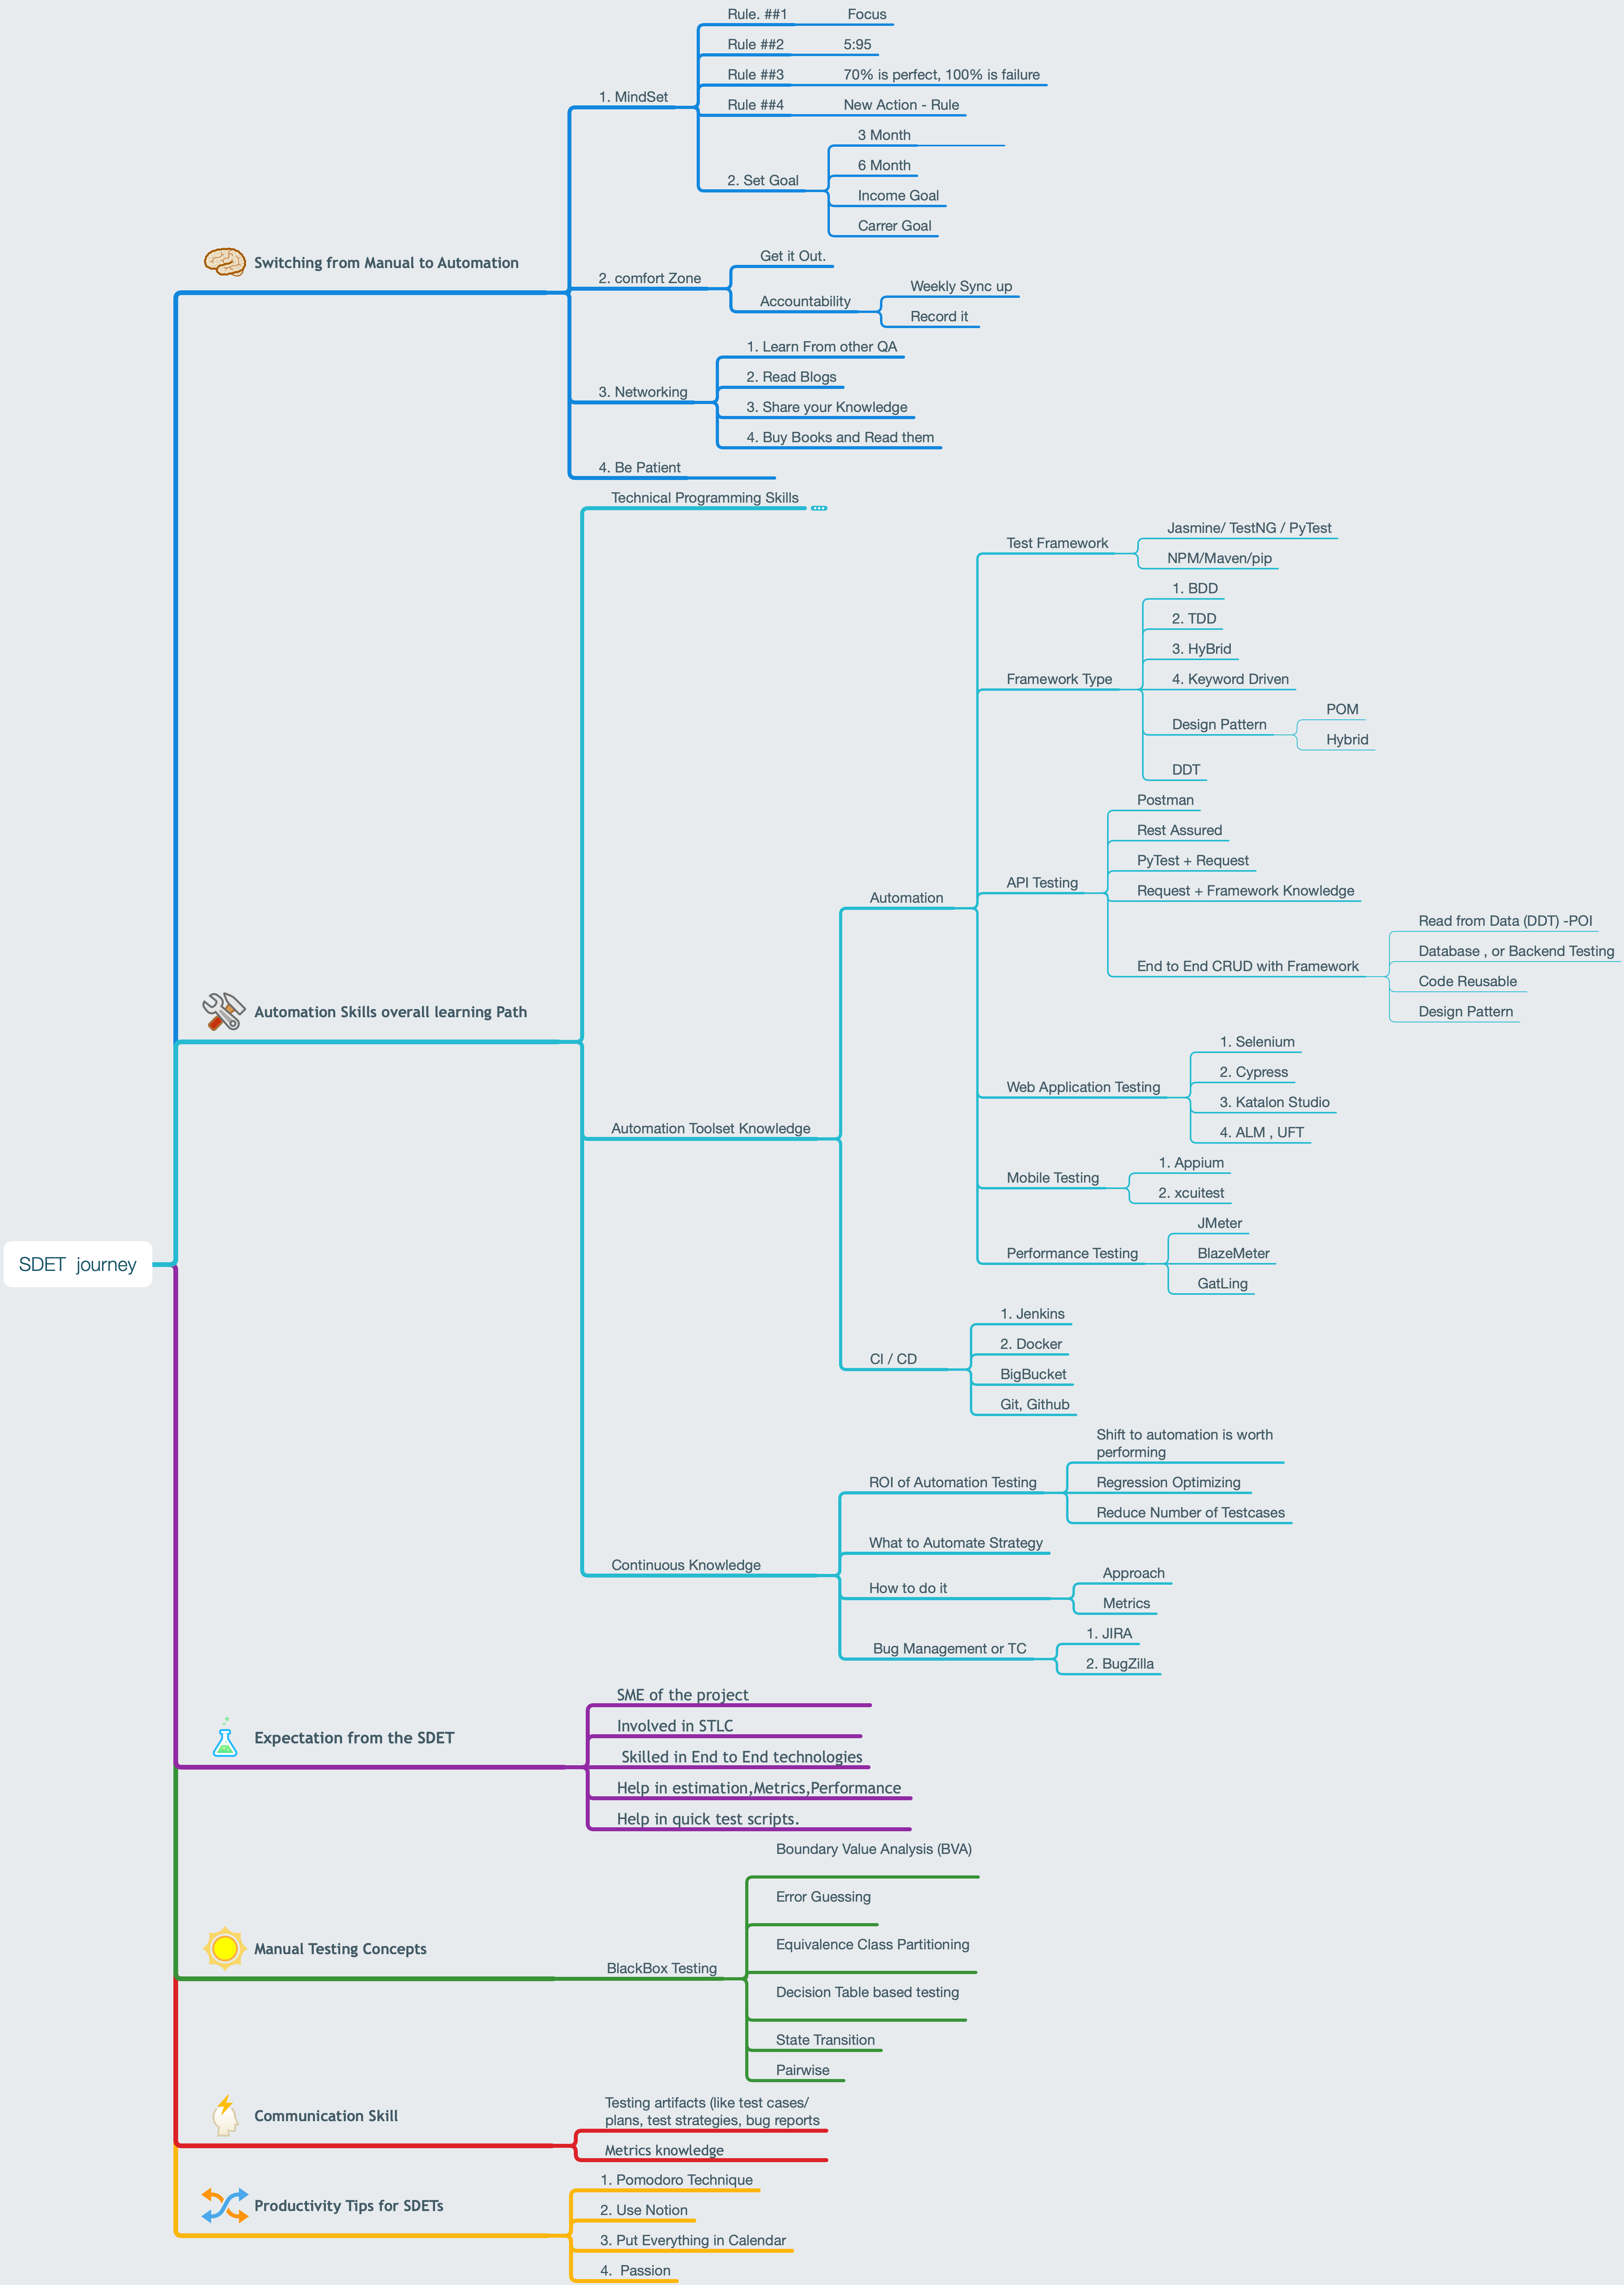 SDET journey
Switching from Manual to Automation
1. MindSet
Rule. ##1
Focus
Rule ##2
5:95
Rule ##3
70% is perfect, 100% is failure
Rule ##4
New Action - Rule
2. Set Goal
3 Month
6 Month
Income Goal
Carrer Goal
2. comfort Zone
Get it Out.
Accountability
Weekly Sync up
Record it
3. Networking
1. Learn From other QA
2. Read Blogs
3. Share your Knowledge
4. Buy Books and Read them
4. Be Patient
Automation Skills overall learning Path
Technical Programming Skills
Automation Toolset Knowledge
Automation
Test Framework
Jasmine/ TestNG / PyTest
NPM/Maven/pip
Framework Type
1. BDD
2. TDD
3. HyBrid
4. Keyword Driven
Design Pattern
POM
Hybrid
DDT
API Testing
Postman
Rest Assured
PyTest + Request
Request + Framework Knowledge
End to End CRUD with Framework
Read from Data (DDT) -POI
Database , or Backend Testing
Code Reusable
Design Pattern
Web Application Testing
1. Selenium
2. Cypress
3. Katalon Studio
4. ALM , UFT
Mobile Testing
1. Appium
2. xcuitest
Performance Testing
JMeter
BlazeMeter
GatLing
CI / CD
1. Jenkins
2. Docker
BigBucket
Git, Github
Continuous Knowledge
ROI of Automation Testing
Shift to automation is worth
performing
Regression Optimizing
Reduce Number of Testcases
What to Automate Strategy
How to do it
Approach
Metrics
Bug Management or TC
1. JIRA
2. BugZilla
Expectation from the SDET
SME of the project
Involved in STLC
Skilled in End to End technologies
Help in estimation,Metrics,Performance
Help in quick test scripts.
Manual Testing Concepts
BlackBox Testing
Boundary Value Analysis (BVA)
Error Guessing
Equivalence Class Partitioning
Decision Table based testing
State Transition
Pairwise
Communication Skill
Testing artifacts (like test cases/
plans, test strategies, bug reports
Metrics knowledge
Productivity Tips for SDETs
1. Pomodoro Technique
2. Use Notion
3. Put Everything in Calendar
4. Passion